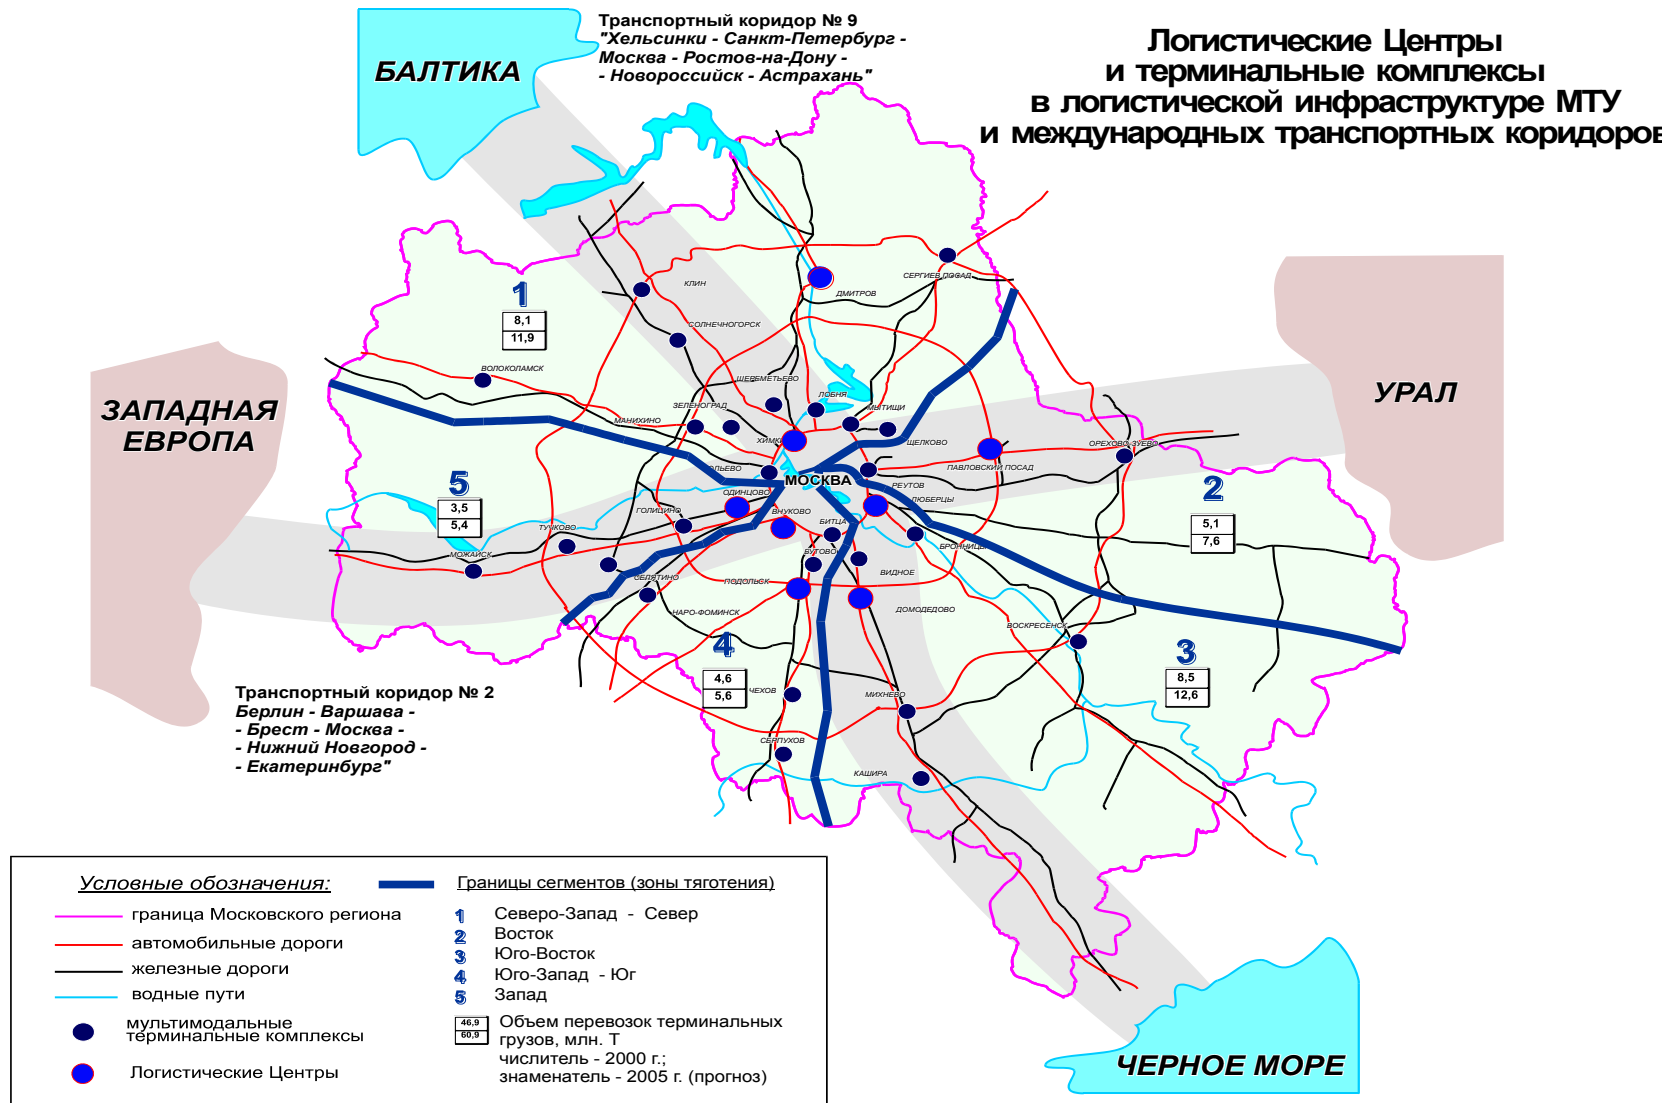 Транспортный коридор № 9
"Хельсинки - Санкт-Петербург -
Москва - Ростов-на-Дону -
- Новороссийск - Астрахань"
Логистические Центры
и терминальные комплексы
в логистической инфраструктуре МТУ
и международных транспортных коридоров
БАЛТИКА
ЗАПАДНАЯ
ЕВРОПА
УРАЛ
ЧЕРНОЕ МОРЕ
СЕРГИЕВ ПОСАД
КЛИН
ДМИТРОВ
1
8,1
11,9
СОЛНЕЧНОГОРСК
ВОЛОКОЛАМСК
ШЕРЕМЕТЬЕВО
ЛОБНЯ
ЗЕЛЕНОГРАД
МЫТИЩИ
МАНИХИНО
ХИМК
ЩЕЛКОВО
ОРЕХОВО-ЗУЕВО
ПАВЛОВСКИЙ ПОСАД
ОЛЬЕВО
МОСКВА
РЕУТОВ
ОДИНЦОВО
ЛЮБЕРЦЫ
5
3,5
5,4
2
5,1
7,6
ГОЛИЦИНО
ВНУКОВО
БИТЦА
ТУЧКОВО
БРОННИЦЫ
МОЖАЙСК
БУТОВО
ВИДНОЕ
СЕЛЯТИНО
ПОДОЛЬСК
НАРО-ФОМИНСК
ДОМОДЕДОВО
ВОСКРЕСЕНСК
4
4,6
5,6
3
8,5
12,6
ЧЕХОВ
МИХНЕВО
СЕРПУХОВ
КАШИРА
Транспортный коридор № 2
Берлин - Варшава -
- Брест - Москва -
- Нижний Новгород -
- Екатеринбург"
Условные обозначения:
граница Московского региона
автомобильные дороги
железные дороги
водные пути
мультимодальные
терминальные комплексы
Логистические Центры
Границы сегментов (зоны тяготения)
1 Северо-Запад - Север
2 Восток
3 Юго-Восток
4 Юго-Запад - Юг
5 Запад
46,9
60,9
Объем перевозок терминальных
грузов, млн. Т
числитель - 2000 г.;
знаменатель - 2005 г. (прогноз)